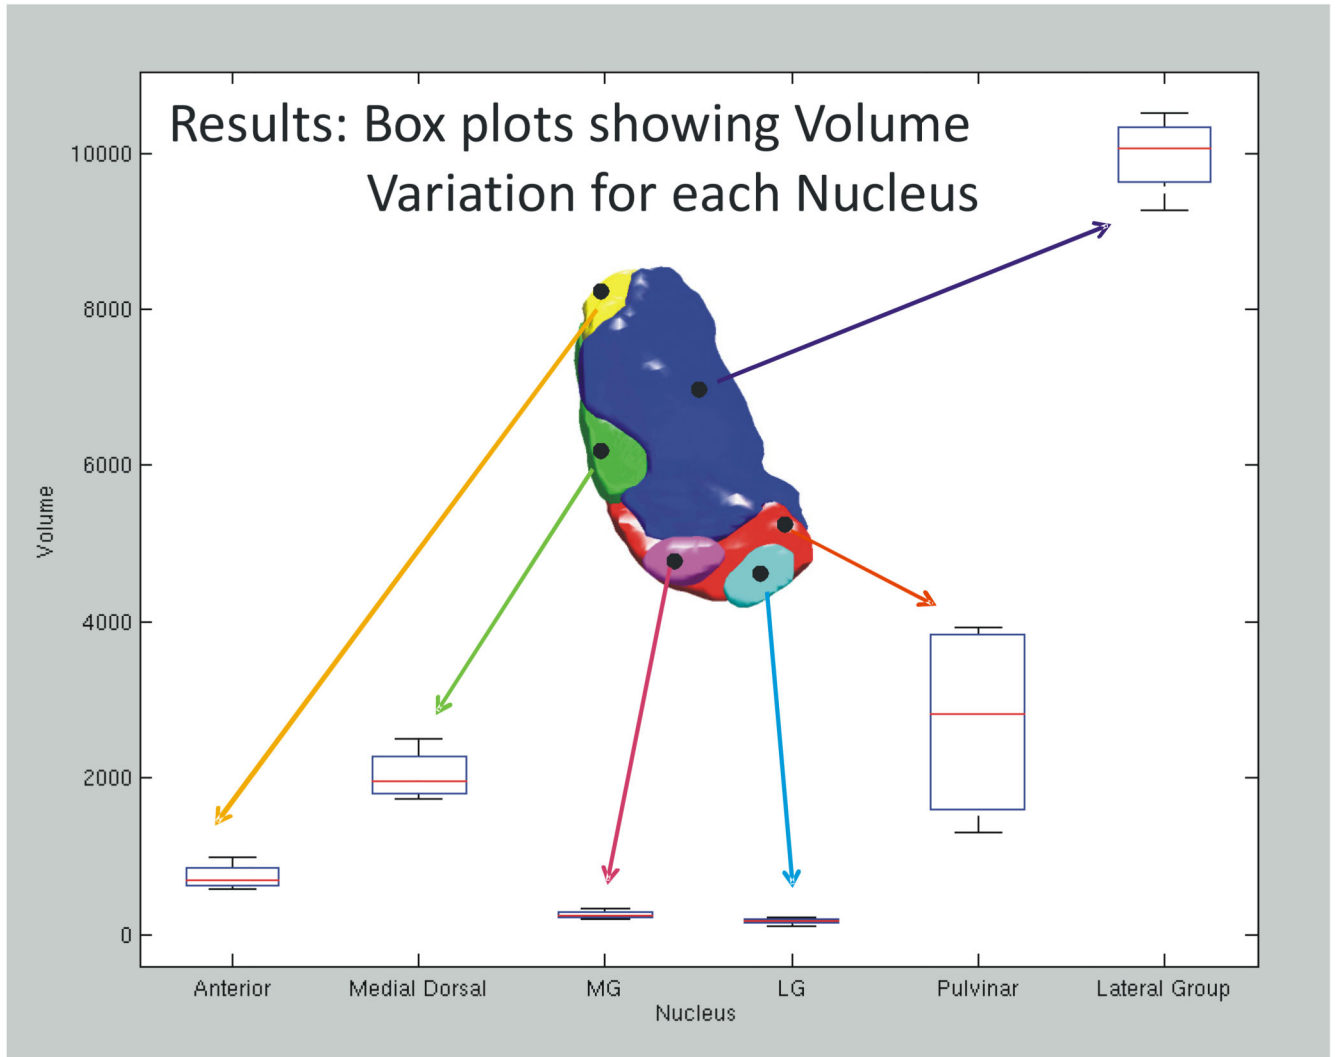 Results: Box plots showing Volume
Variation for each Nucleus
10000
8000
6000
4000
2000
0
Volume
Anterior
Medial Dorsal
MG
LG
Pulvinar
Lateral Group
Nucleus